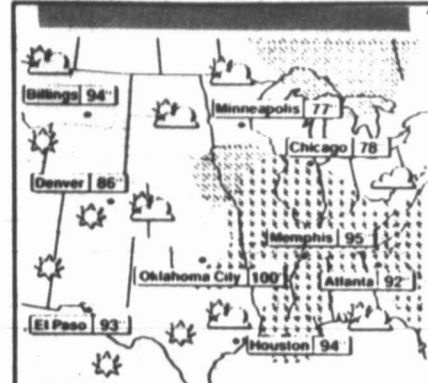 Billings 94°
Minneapolis 77°
Chicago 78
Denver 86°
Memphis 95
Oklahoma City 100°
Atlanta 92°
El Paso 93°
Houston 94°